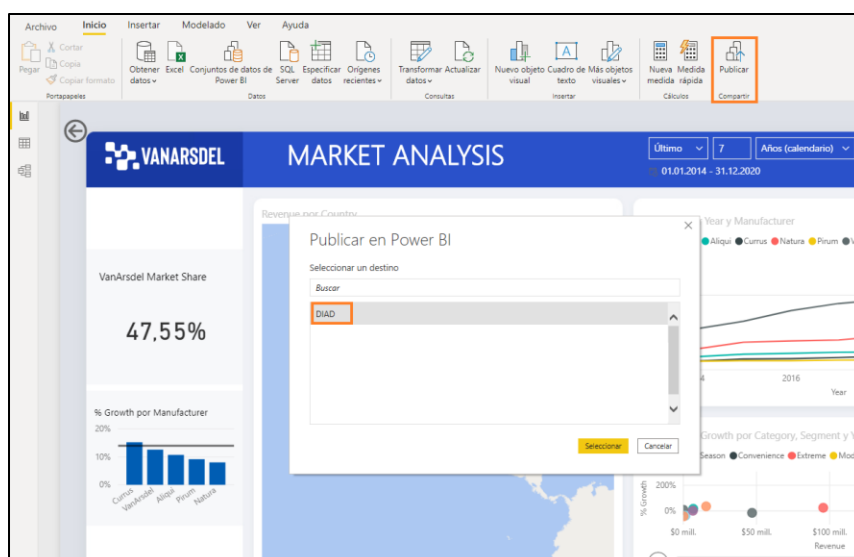 Archivo Inicio Insertar Modelado Ver Ayuda
Pegar
Cortar
Copia
Copiar formato
Portapapeles
Obtener datos
Excel
Conjuntos de datos de Power BI
SQL Server
Especificar datos
Orígenes recientes
Datos
Transformar datos
Actualizar
Consultas
Nuevo objeto visual
Cuadro de texto
Más objetos visuales
Insertar
Nueva medida
Medida rápida
Cálculos
Publicar
Compartir
VANARSDEL
MARKET ANALYSIS
Último 7 Años (calendario)
01.01.2014 - 31.12.2020
VanArsdel Market Share
47,55%
% Growth por Manufacturer
20%
10%
0%
Currus VanArsdel Aliqui Pirum Natura
Revenue por Country
Publicar en Power BI
Seleccionar un destino
Buscar
DIAD
Seleccionar Cancelar
Year y Manufacturer
Aliqui Currus Natura Pirum V
4 2016
Year
Growth por Category, Segment y Y
Season Convenience Extreme Mod
% Growth
200%
0%
$0 mill. $50 mill. $100 mill.
Revenue